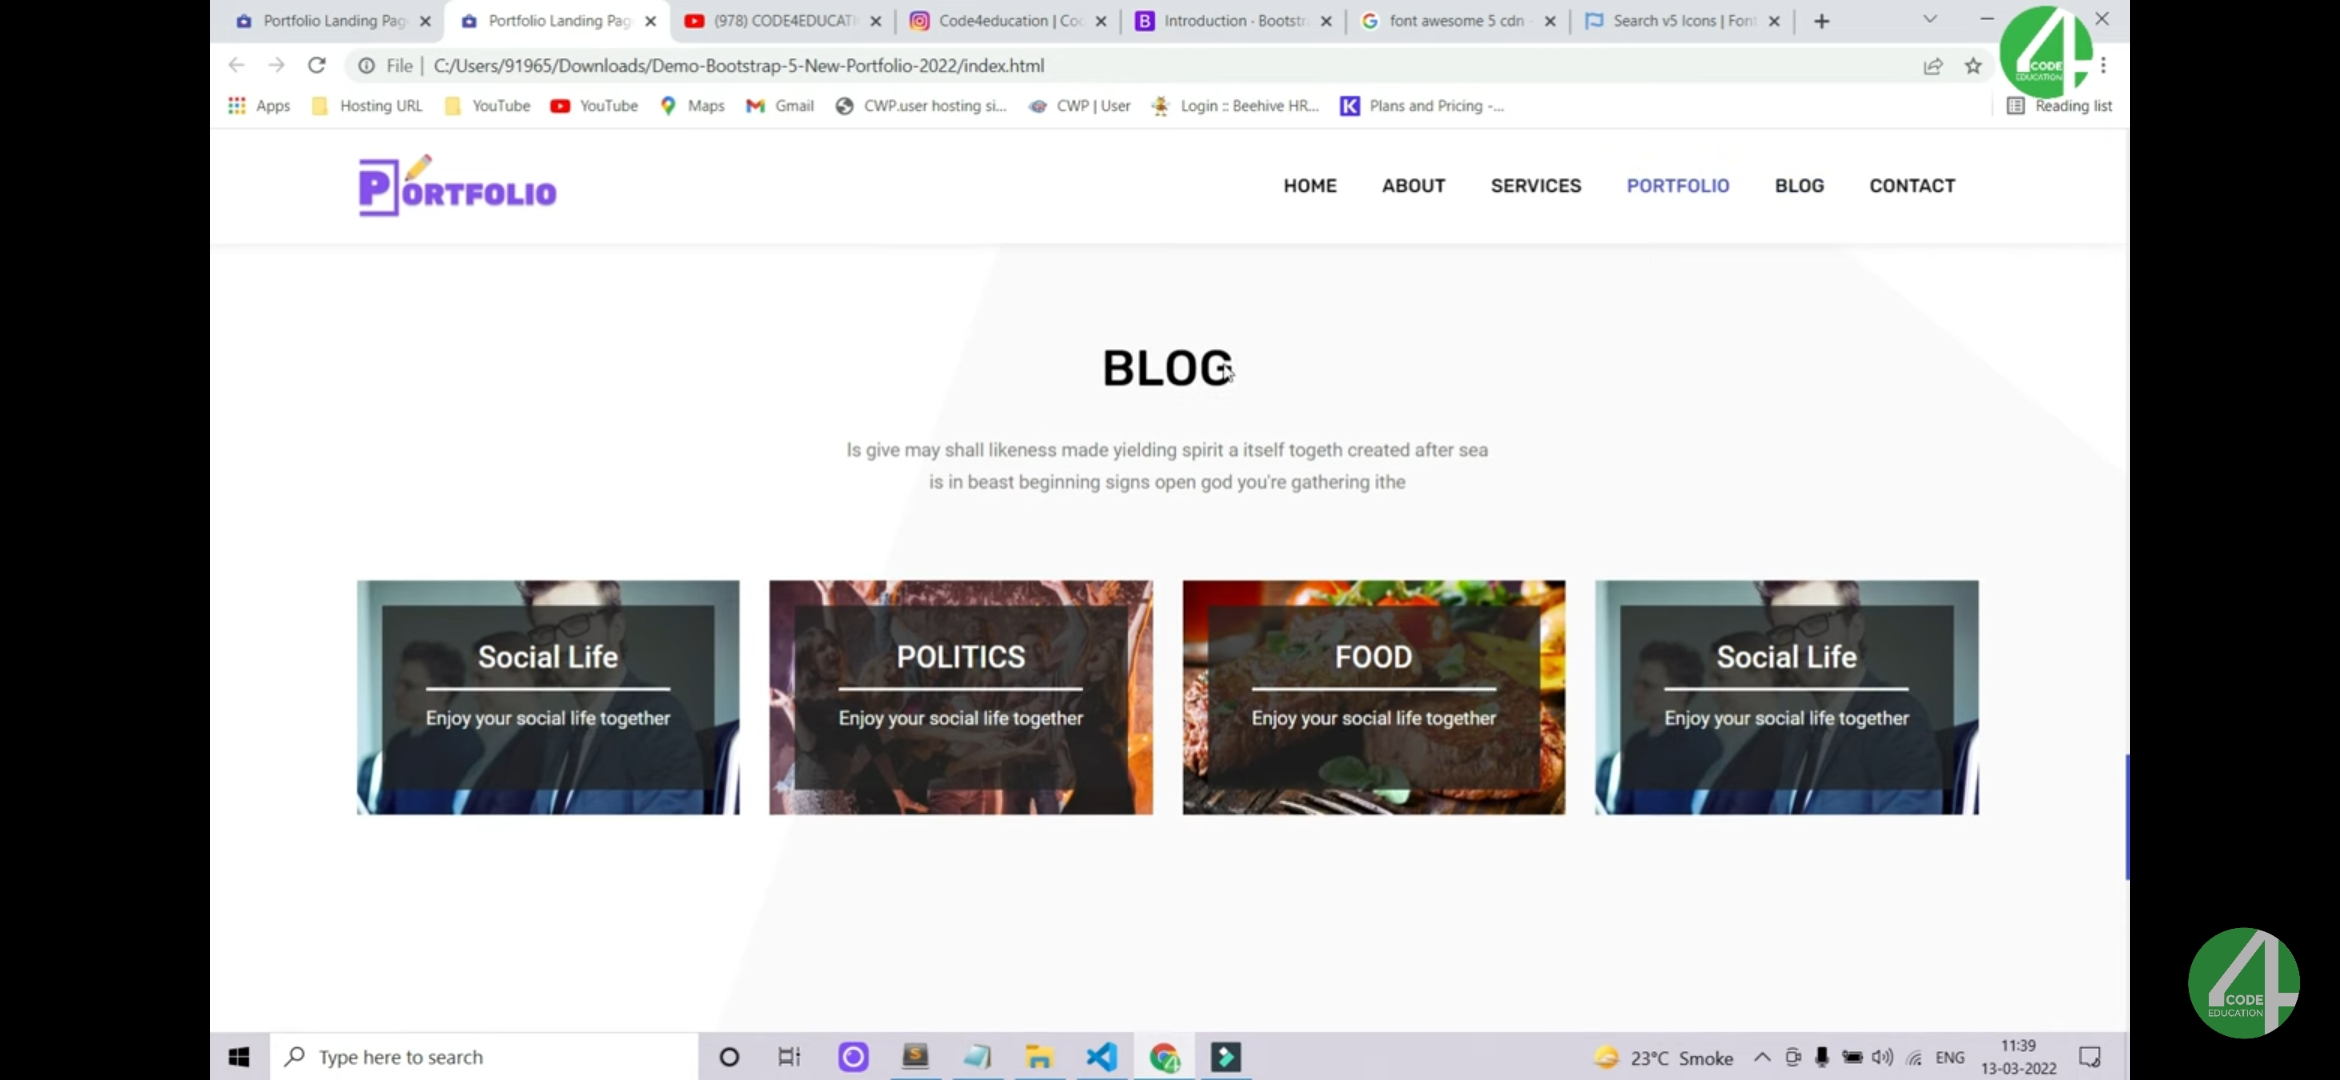 Portfolio Landing Pag
Portfolio Landing Pag
(978) CODE4EDUCATI
Code4education | Co
Introduction · Bootstr
font awesome 5 cdn
Search v5 Icons | Font
File | C:/Users/91965/Downloads/Demo-Bootstrap-5-New-Portfolio-2022/index.html
CODE
EDUCATION
Apps
Hosting URL
YouTube
YouTube
Maps
Gmail
CWP.user hosting si...
CWP | User
Login :: Beehive HR...
Plans and Pricing -...
Reading list
PORTFOLIO
HOME
ABOUT
SERVICES
PORTFOLIO
BLOG
CONTACT
BLOG
Is give may shall likeness made yielding spirit a itself togeth created after sea
is in beast beginning signs open god you're gathering ithe
Social Life
Enjoy your social life together
POLITICS
Enjoy your social life together
FOOD
Enjoy your social life together
Social Life
Enjoy your social life together
4
CODE
EDUCATION
Type here to search
23°C Smoke
ENG
11:39
13-03-2022